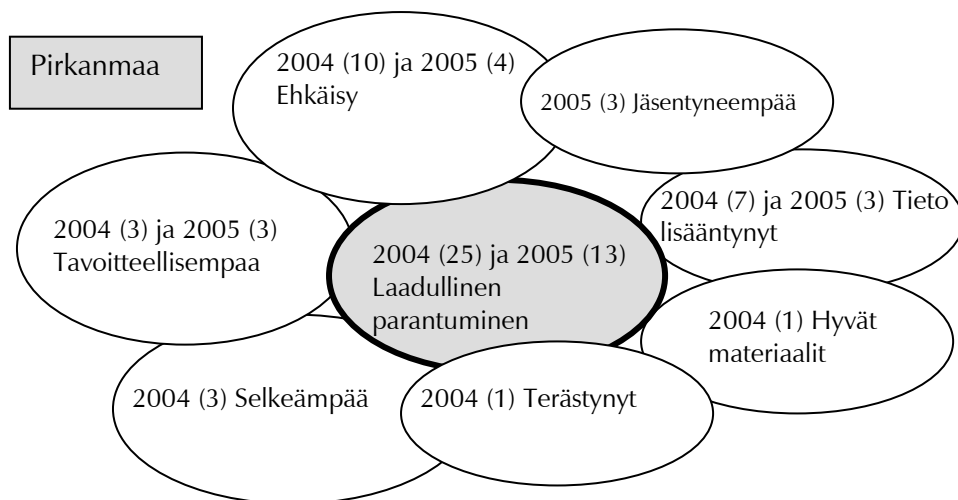 Pirkanmaa
2004 (10) ja 2005 (4)
Ehkäisy
2005 (3) Jäsentyneempää
2004 (7) ja 2005 (3) Tieto
lisääntynyt
2004 (3) ja 2005 (3)
Tavoitteellisempaa
2004 (25) ja 2005 (13)
Laadullinen
parantuminen
2004 (1) Hyvät
materiaalit
2004 (3) Selkeämpää
2004 (1) Terästynyt